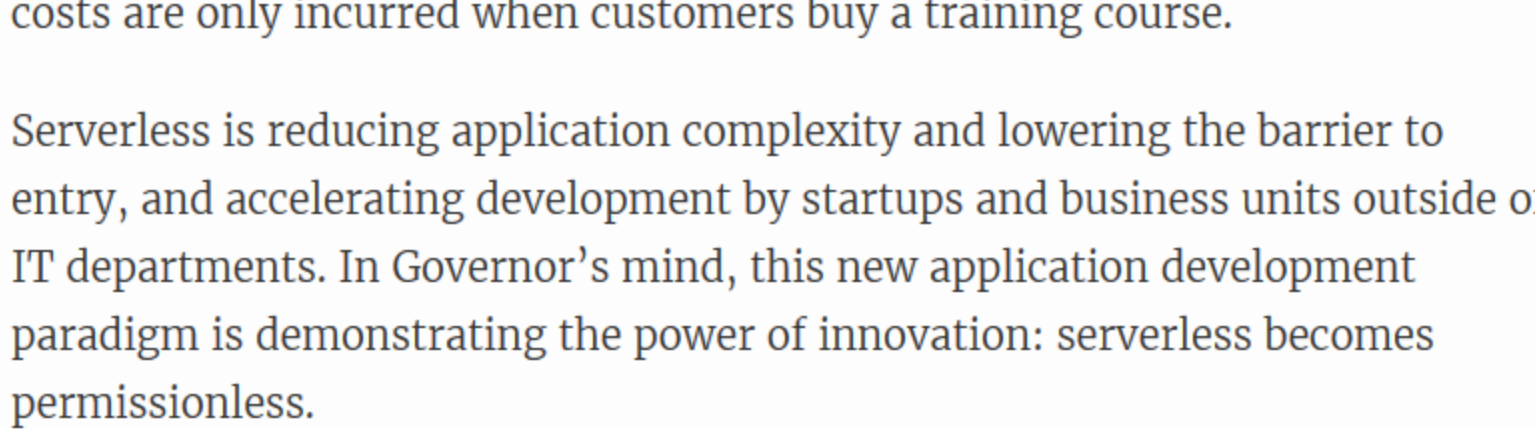 costs are only incurred when customers buy a training course.
Serverless is reducing application complexity and lowering the barrier to
entry, and accelerating development by startups and business units outside
IT departments. In Governor’s mind, this new application development
paradigm is demonstrating the power of innovation: serverless becomes
permissionless.